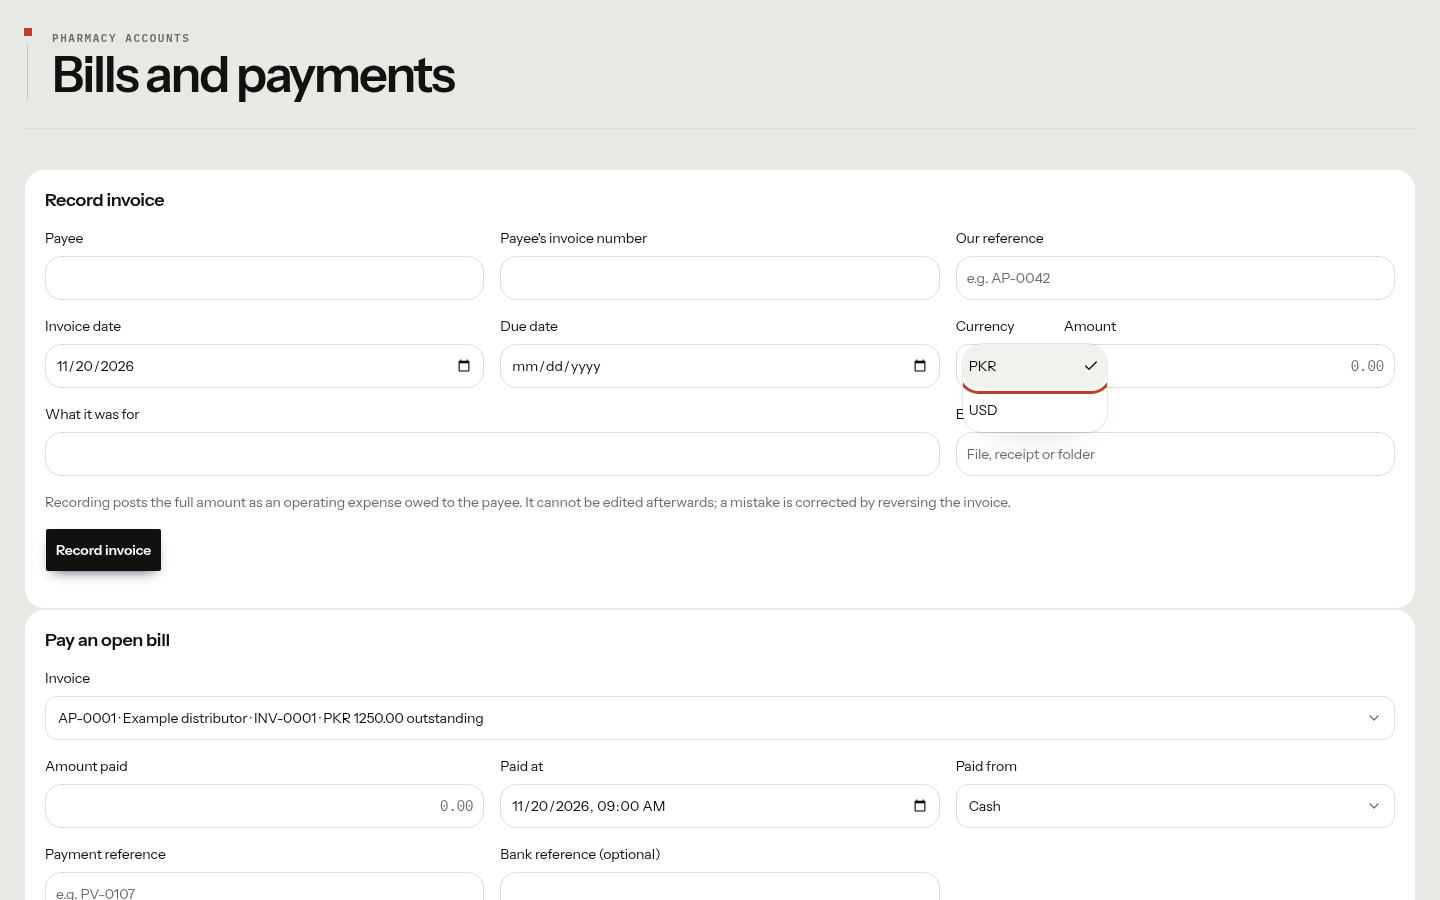 PHARMACY ACCOUNTS
Bills and payments
Record invoice
Payee
Payee's invoice number
Our reference
e.g. AP-0042
Invoice date
Due date
Currency
Amount
11/20/2026
mm/dd/yyyy
PKR
0.00
USD
What it was for
File, receipt or folder
Recording posts the full amount as an operating expense owed to the payee. It cannot be edited afterwards; a mistake is corrected by reversing the invoice.
Record invoice
Pay an open bill
Invoice
AP-0001 · Example distributor · INV-0001 · PKR 1250.00 outstanding
Amount paid
Paid at
Paid from
0.00
11/20/2026, 09:00 AM
Cash
Payment reference
Bank reference (optional)
e.g. PV-0107